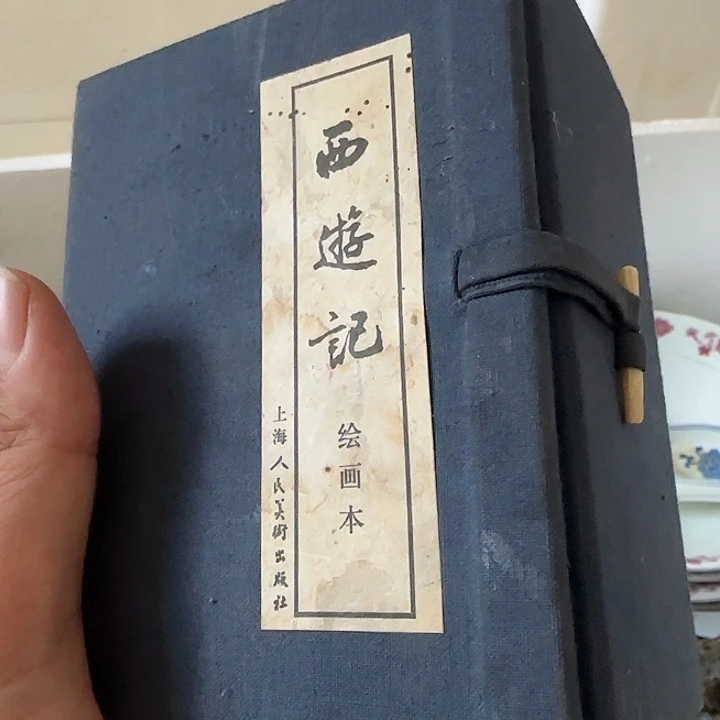 西遊記
绘画本
上海人民美術出版社